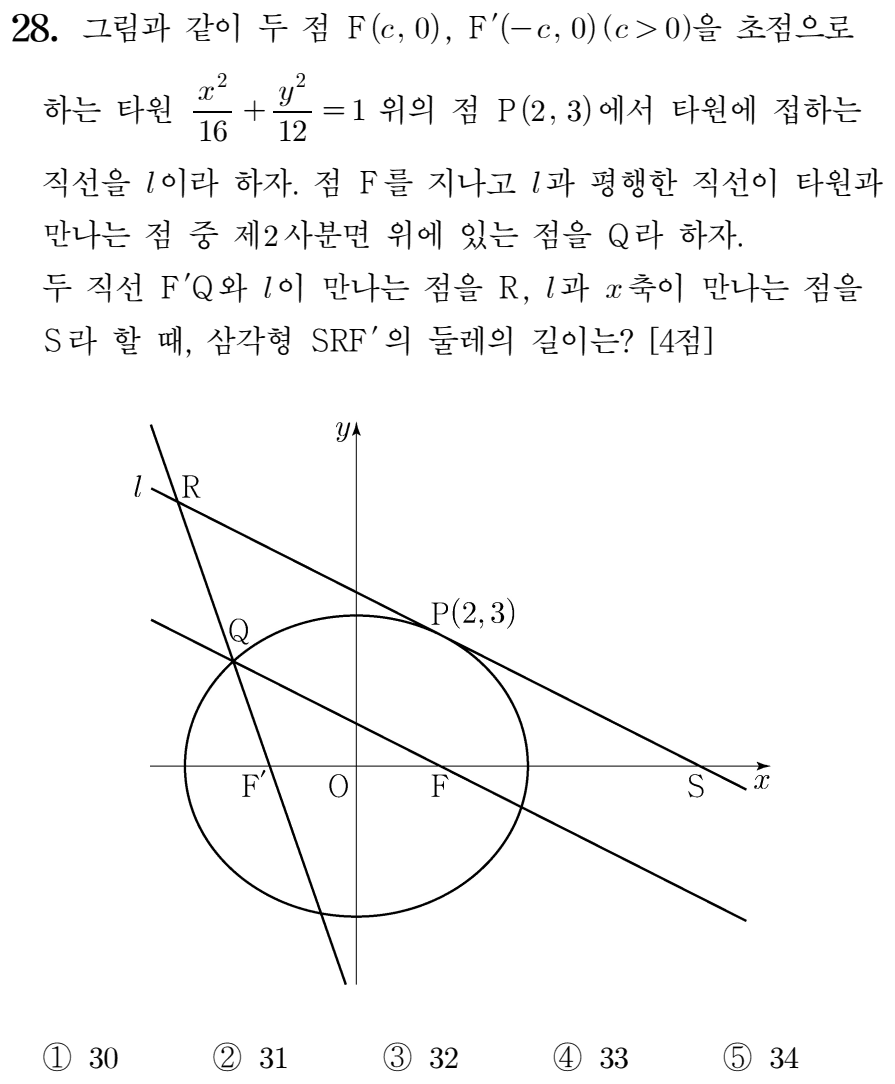 28. 그림과 같이 두 점 F(c, 0), F′(−c, 0)(c>0)을 초점으로
하는 타원 x²/16 + y²/12 = 1 위의 점 P(2, 3)에서 타원에 접하는
직선을 l이라 하자. 점 F를 지나고 l과 평행한 직선이 타원과
만나는 점 중 제2사분면 위에 있는 점을 Q라 하자.
두 직선 F′Q와 l이 만나는 점을 R, l과 x축이 만나는 점을
S라 할 때, 삼각형 SRF′의 둘레의 길이는? [4점]
y
l R
P(2, 3)
Q
F′ O F S x
① 30 ② 31 ③ 32 ④ 33 ⑤ 34